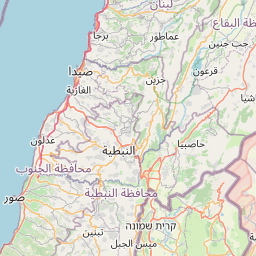 لبنان
محافظة البقاع
عماطور
برجا
جب جنين
صيدا
جزين
قرعون
الغازية
عدلون
حاصبيا
النبطية
محافظة الجنوب
محافظة النبطية
صور
קריית שמונה
تبنين
ميس الجبل